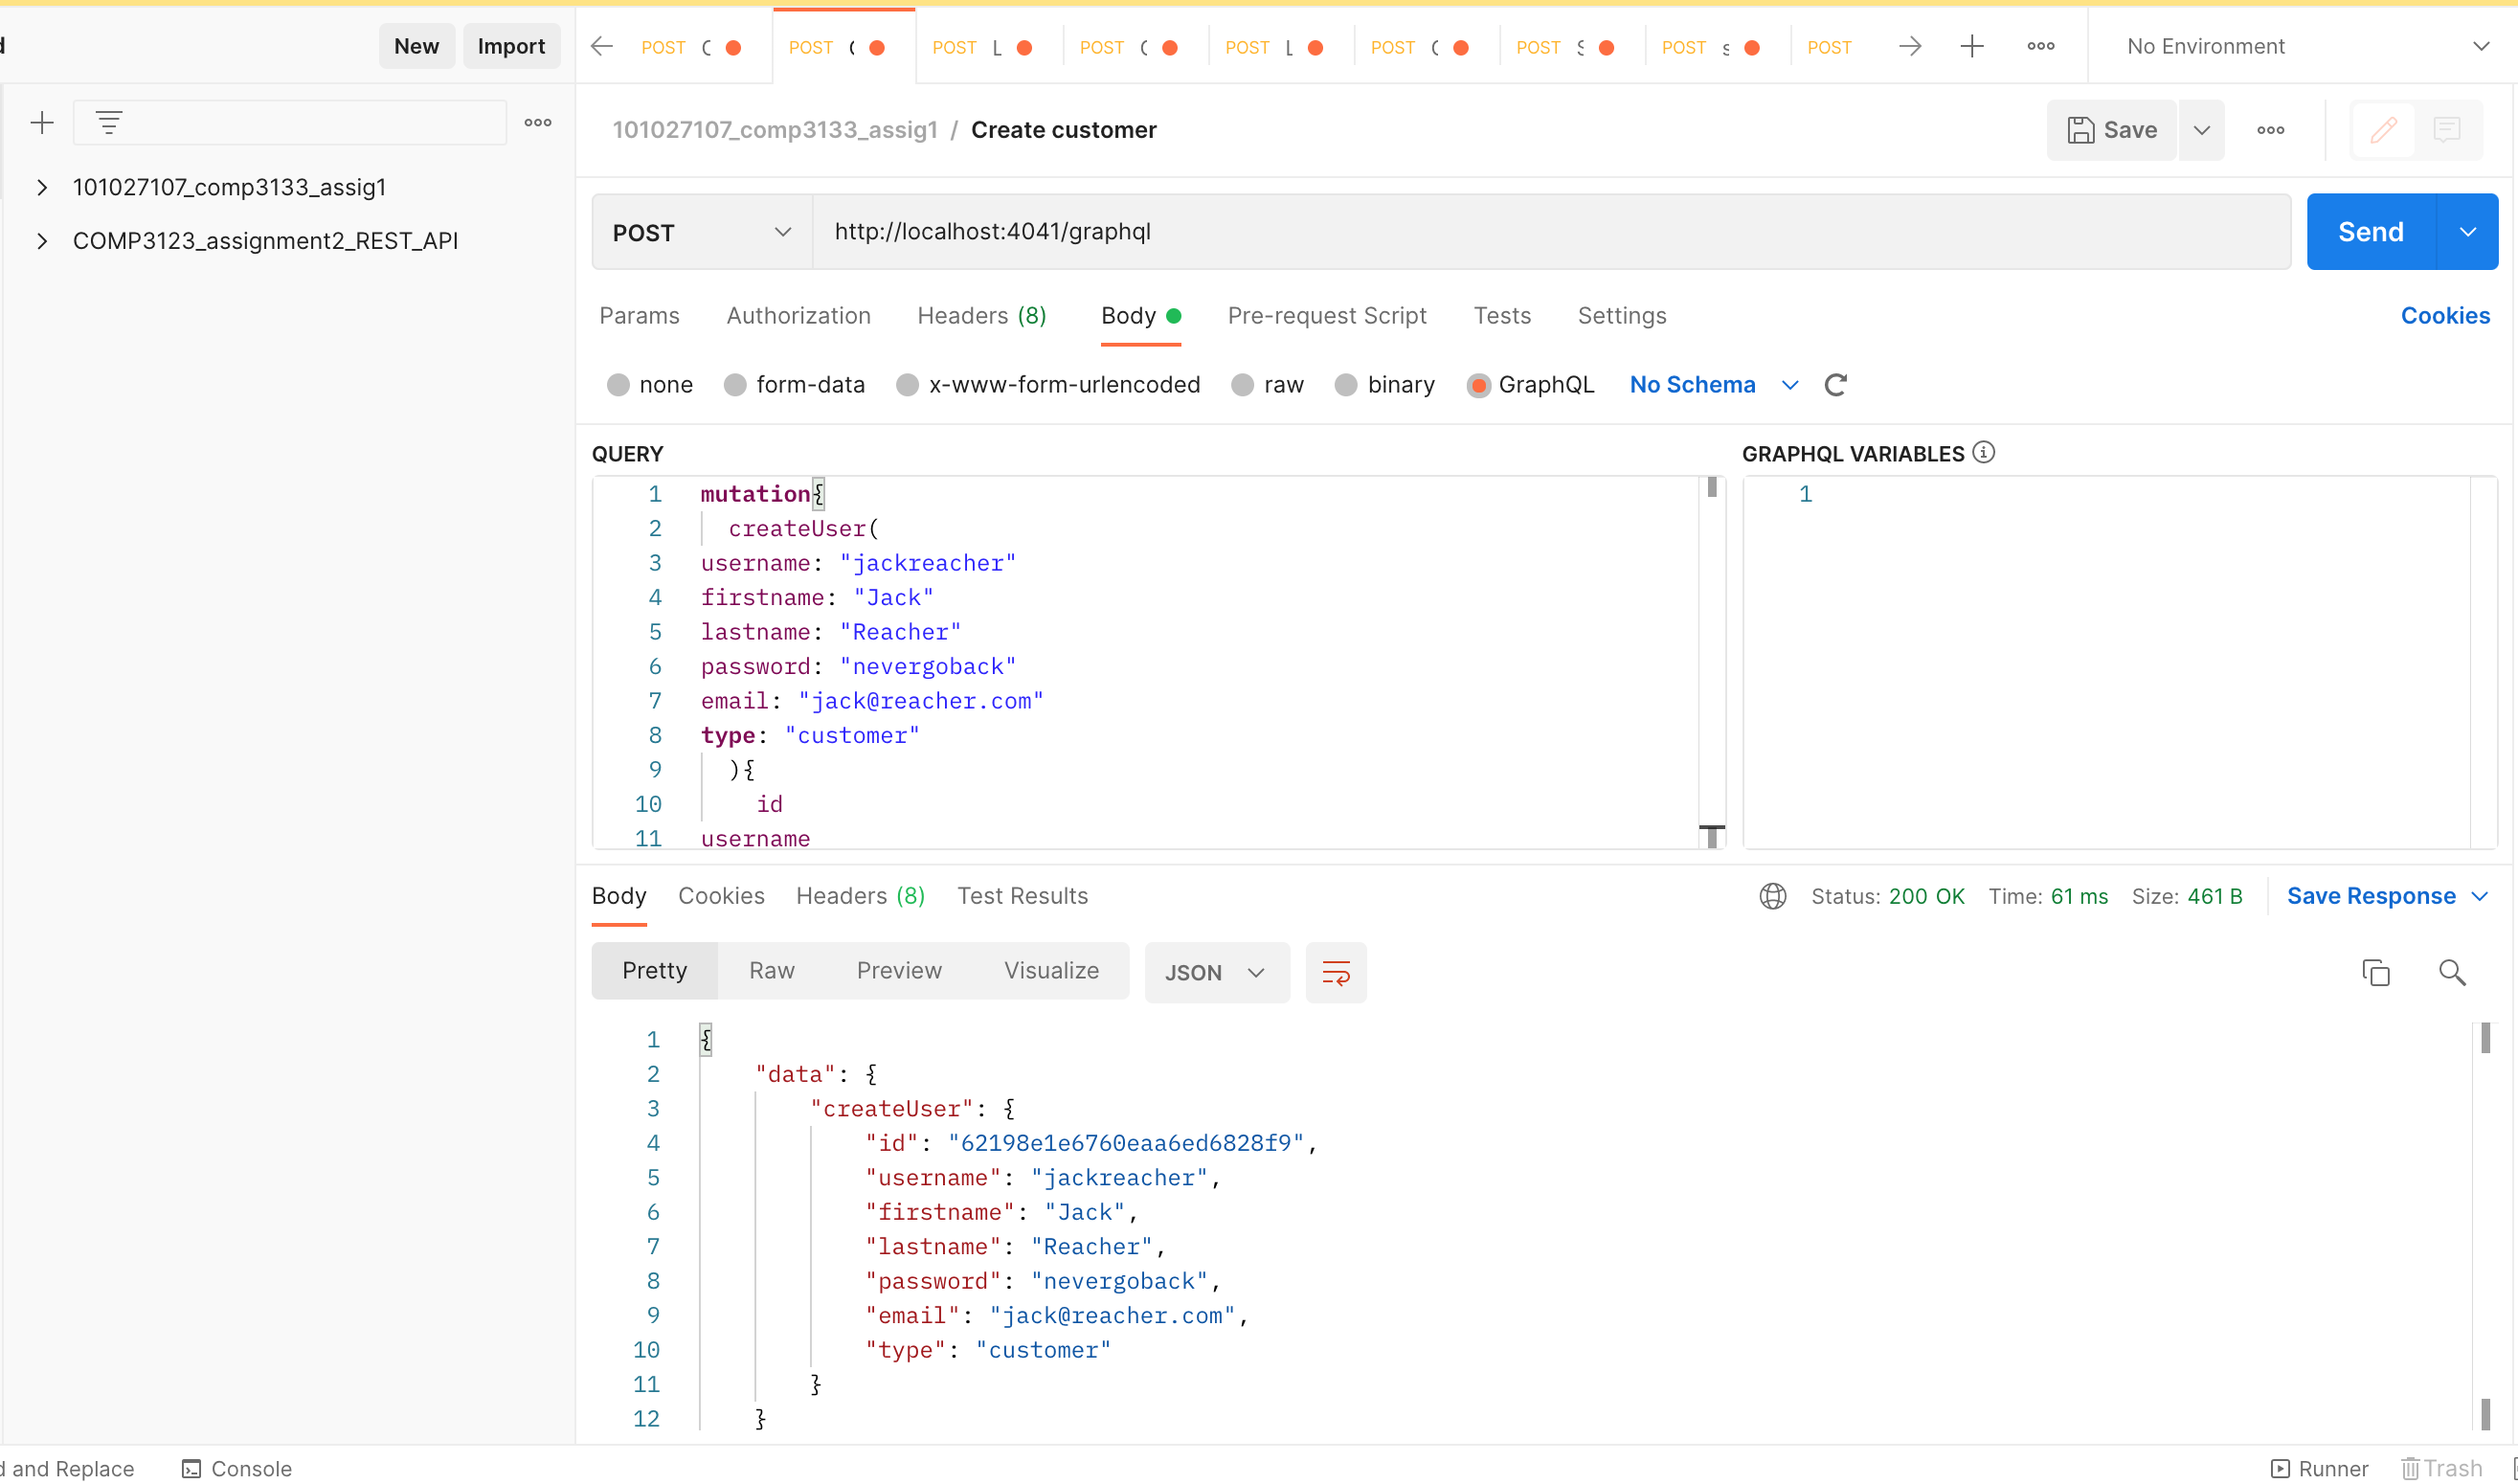 New Import
POST POST POST L POST POST L POST POST S POST s POST No Environment
101027107_comp3133_assig1 / Create customer Save
101027107_comp3133_assig1
COMP3123_assignment2_REST_API
POST http://localhost:4041/graphql Send
Params Authorization Headers (8) Body Pre-request Script Tests Settings Cookies
none form-data x-www-form-urlencoded raw binary GraphQL No Schema
QUERY GRAPHQL VARIABLES
1 mutation{ 1
2 createUser(
3 username: "jackreacher"
4 firstname: "Jack"
5 lastname: "Reacher"
6 password: "nevergoback"
7 email: "jack@reacher.com"
8 type: "customer"
9 ){
10 id
11 username
Body Cookies Headers (8) Test Results Status: 200 OK Time: 61 ms Size: 461 B Save Response
Pretty Raw Preview Visualize JSON
1 {
2 "data": {
3 "createUser": {
4 "id": "62198e1e6760eaa6ed6828f9",
5 "username": "jackreacher",
6 "firstname": "Jack",
7 "lastname": "Reacher",
8 "password": "nevergoback",
9 "email": "jack@reacher.com",
10 "type": "customer"
11 }
12 }
d and Replace Console Runner Trash